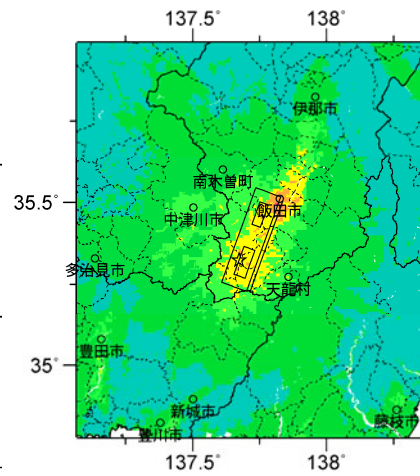 137.5 138
伊那市
南木曽町
35.5
飯田市
中津川市
多治見市
天龍村
豊田市
35
新城市
藤枝市
豊川市
137.5 138